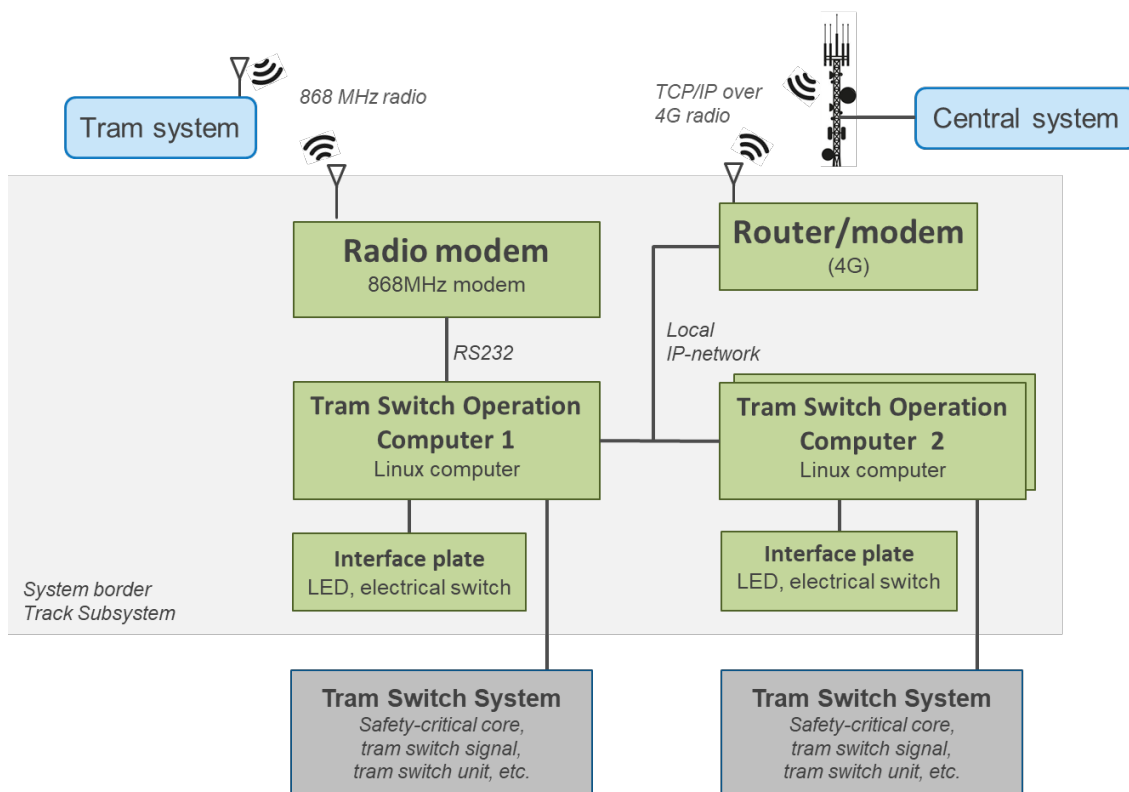 868 MHz radio
Tram system
TCP/IP over
4G radio
Central system
Radio modem
868MHz modem
Router/modem
(4G)
RS232
Local
IP-network
Tram Switch Operation
Computer 1
Linux computer
Tram Switch Operation
Computer 2
Linux computer
Interface plate
LED, electrical switch
Interface plate
LED, electrical switch
System border
Track Subsystem
Tram Switch System
Safety-critical core,
tram switch signal,
tram switch unit, etc.
Tram Switch System
Safety-critical core,
tram switch signal,
tram switch unit, etc.